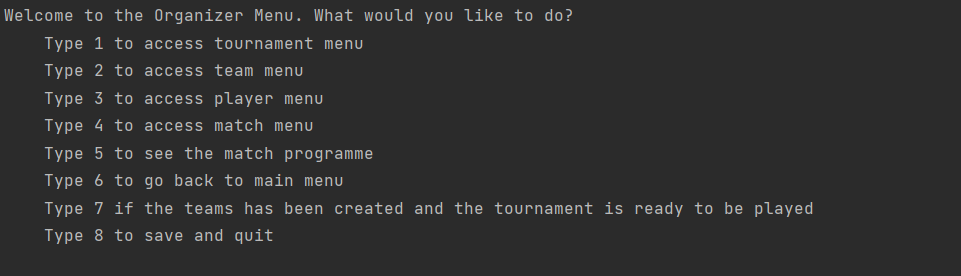 Welcome to the Organizer Menu. What would you like to do?
Type 1 to access tournament menu
Type 2 to access team menu
Type 3 to access player menu
Type 4 to access match menu
Type 5 to see the match programme
Type 6 to go back to main menu
Type 7 if the teams has been created and the tournament is ready to be played
Type 8 to save and quit